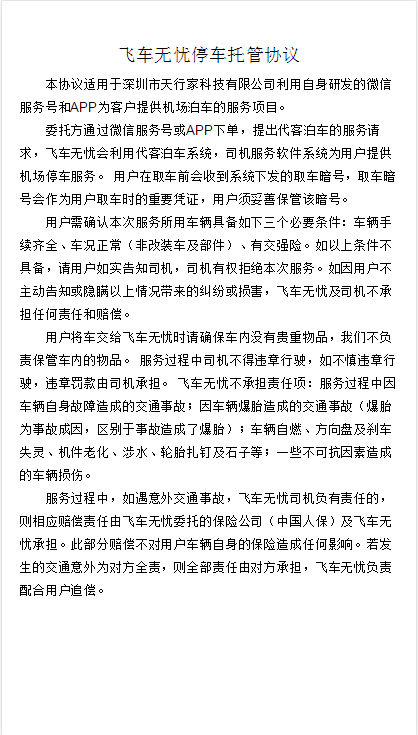 飞车无忧停车托管协议
本协议适用于深圳市天行家科技有限公司利用自身研发的微信
服务号和APP为客户提供机场泊车的服务项目。
委托方通过微信服务号或APP下单，提出代客泊车的服务请
求，飞车无忧会利用代客泊车系统，司机服务软件系统为用户提供
机场停车服务。 用户在取车前会收到系统下发的取车暗号，取车暗
号会作为用户取车时的重要凭证，用户须妥善保管该暗号。
用户需确认本次服务所用车辆具备如下三个必要条件：车辆手
续齐全、车况正常（非改装车及部件）、有交强险。如以上条件不
具备，请用户如实告知司机，司机有权拒绝本次服务。如因用户不
主动告知或隐瞒以上情况带来的纠纷或损害，飞车无忧及司机不承
担任何责任和赔偿。
用户将车交给飞车无忧时请确保车内没有贵重物品，我们不负
责保管车内的物品。 服务过程中司机不得违章行驶，如不慎违章行
驶，违章罚款由司机承担。 飞车无忧不承担责任项：服务过程中因
车辆自身故障造成的交通事故；因车辆爆胎造成的交通事故（爆胎
为事故成因，区别于事故造成了爆胎）；车辆自燃、方向盘及刹车
失灵、机件老化、涉水、轮胎扎钉及石子等；一些不可抗因素造成
的车辆损伤。
服务过程中，如遇意外交通事故，飞车无忧司机负有责任的，
则相应赔偿责任由飞车无忧委托的保险公司（中国人保）及飞车无
忧承担。此部分赔偿不对用户车辆自身的保险造成任何影响。若发
生的交通意外为对方全责，则全部责任由对方承担，飞车无忧负责
配合用户追偿。